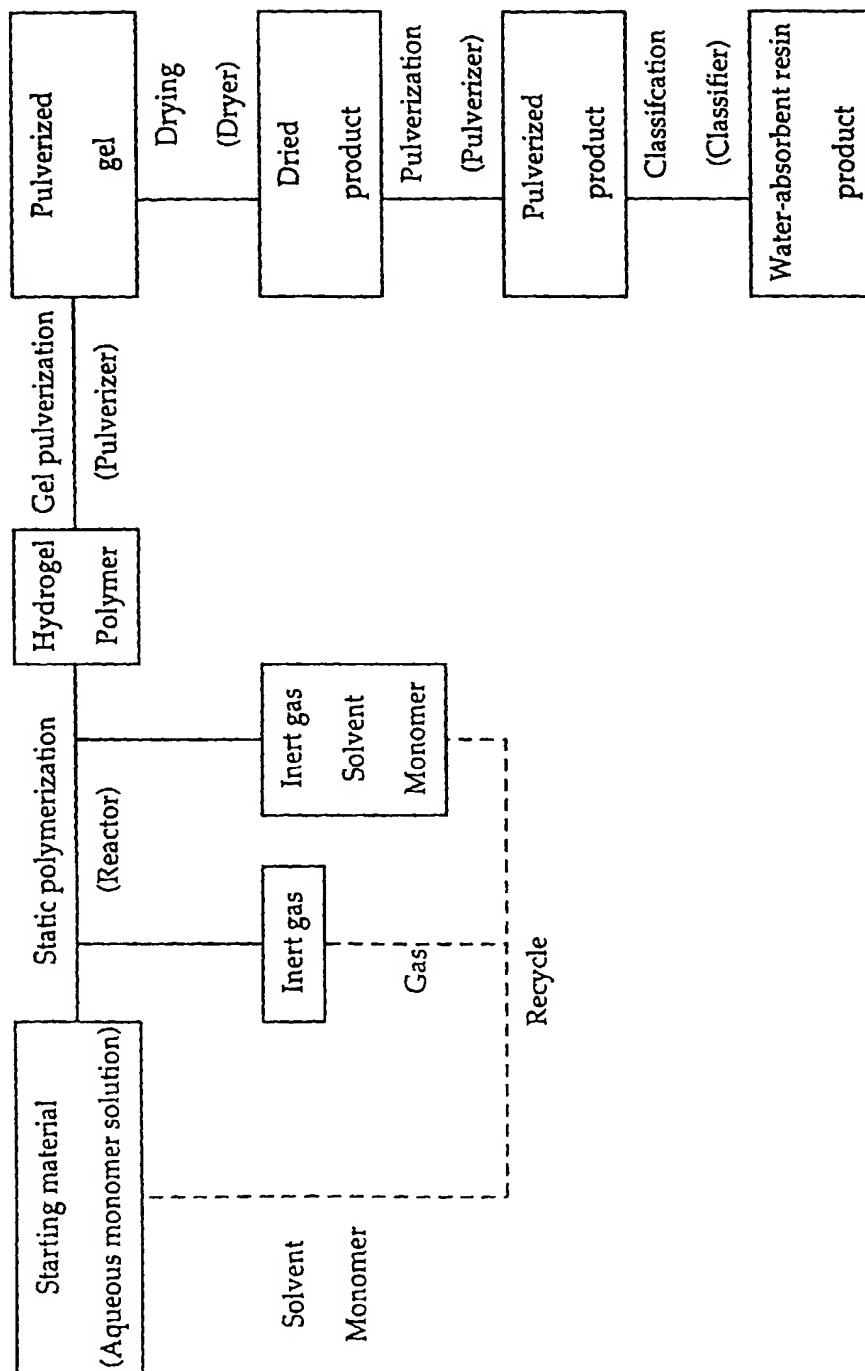 Starting material
(Aqueous monomer solution)
Static polymerization
(Reactor)
Hydrogel
Polymer
Gel pulverization
(Pulverizer)
Pulverized
gel
Drying
(Dryer)
Dried
product
Pulverization
(Pulverizer)
Pulverized
product
Classifcation
(Classifier)
Water-absorbent resin
product
Inert gas
Inert gas
Solvent
Monomer
Gas
Solvent
Monomer
Recycle